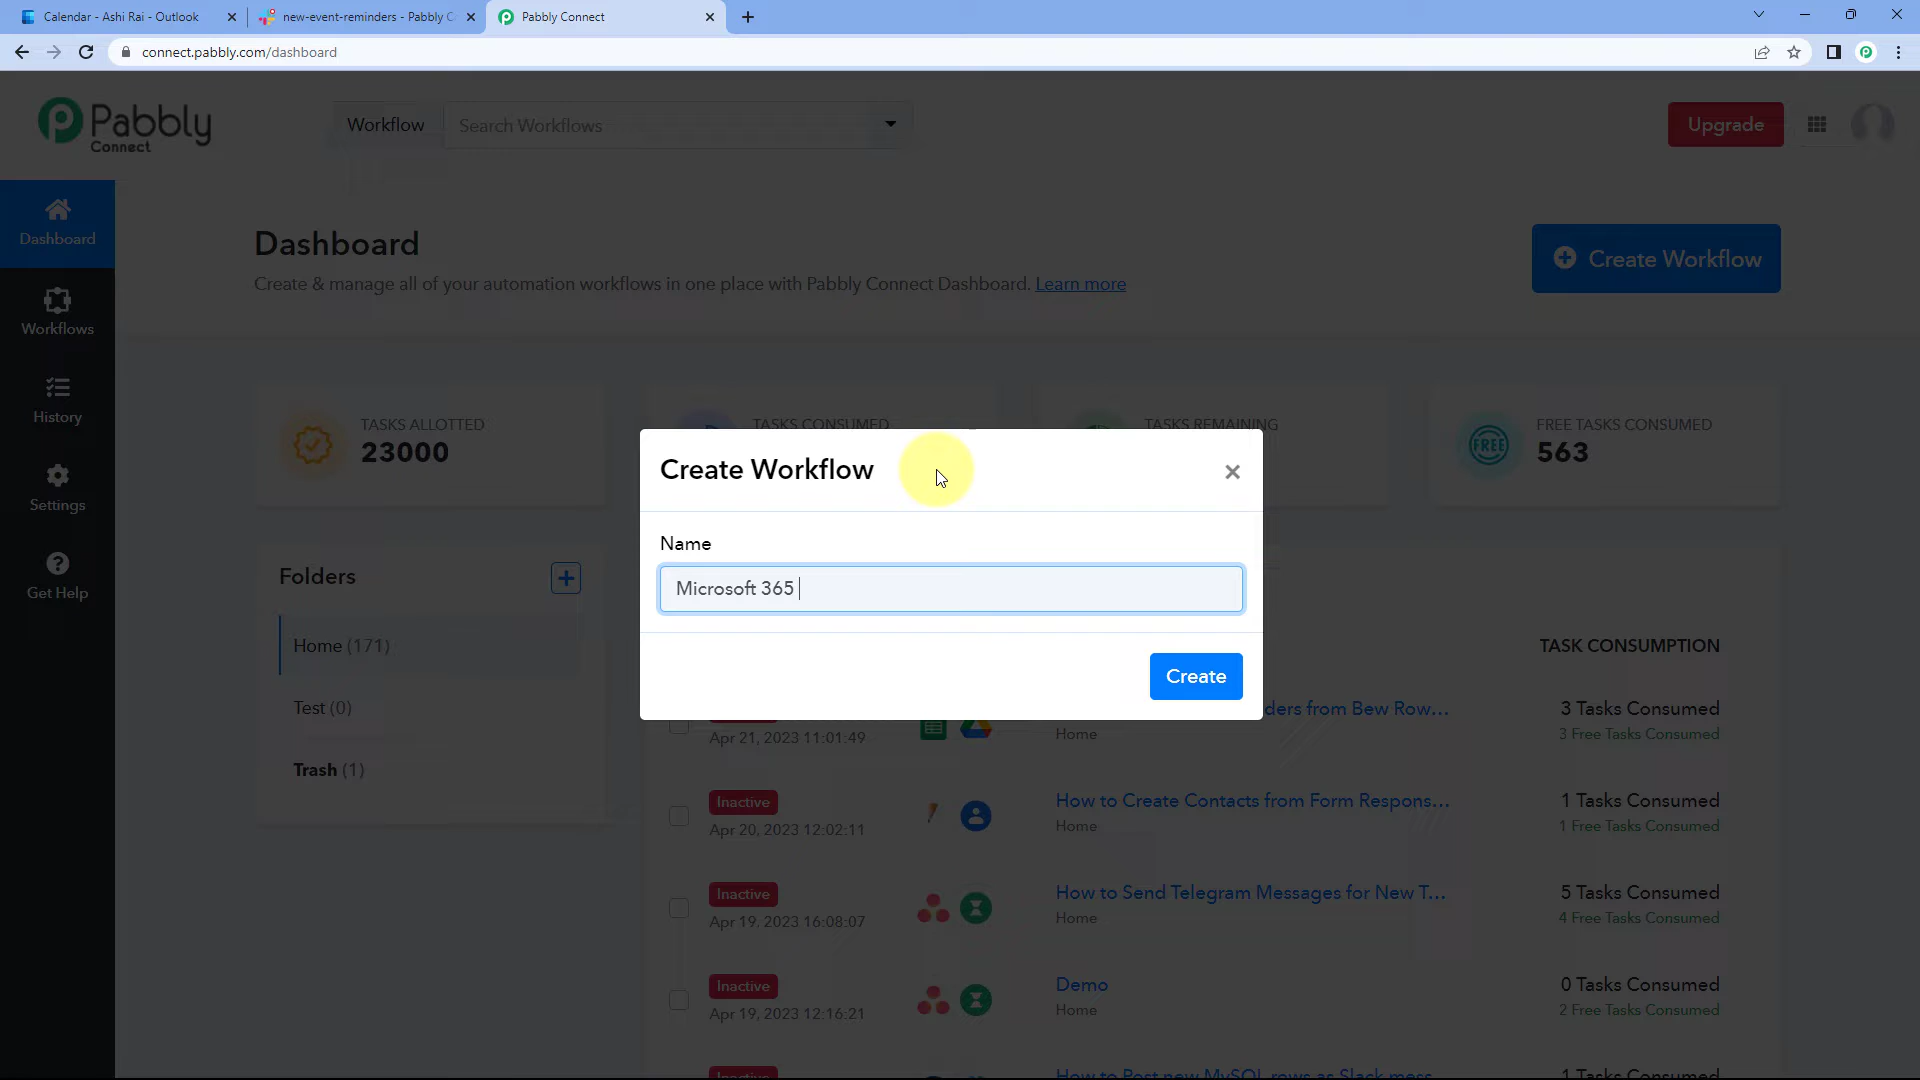 Calendar - Ashi Rai - Outlook
new-event-reminders - Pabbly C
Pabbly Connect
connect.pabbly.com/dashboard
Pabbly
Connect
Workflow
Search Workflows
Upgrade
Dashboard
Workflows
History
Settings
Get Help
Dashboard
Create & manage all of your automation workflows in one place with Pabbly Connect Dashboard. Learn more
Create Workflow
TASKS ALLOTTED
23000
TASKS CONSUMED
TASKS REMAINING
FREE TASKS CONSUMED
563
FREE
Create Workflow
×
Name
Microsoft 365
Create
Folders
Home (171)
Test (0)
Trash (1)
TASK CONSUMPTION
Apr 21, 2023 11:01:49
ders from Bew Row...
Home
3 Tasks Consumed
3 Free Tasks Consumed
Inactive
Apr 20, 2023 12:02:11
How to Create Contacts from Form Respons...
Home
1 Tasks Consumed
1 Free Tasks Consumed
Inactive
Apr 19, 2023 16:08:07
How to Send Telegram Messages for New T...
Home
5 Tasks Consumed
4 Free Tasks Consumed
Inactive
Apr 19, 2023 12:16:21
Demo
Home
0 Tasks Consumed
2 Free Tasks Consumed
Inactive
How to Post new MySQL rows as Slack mess...
1 Tasks Consumed